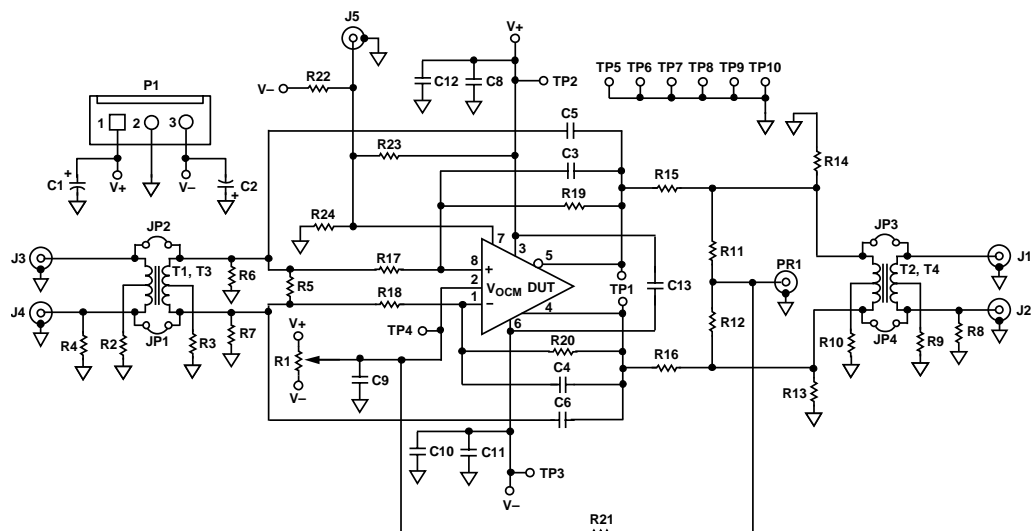 J5
V+
R22
V–
C12
C8
TP2
TP5 TP6 TP7 TP8 TP9 TP10
P1
1 2 3
C1
+
V+
V–
C2
+
C5
R23
C3
R19
R15
R14
R24
7
3
JP2
J3
T1, T3
R6
R17
8
+
5
R11
JP3
J1
T2, T4
R5
2
VOCM
DUT
TP1
C13
PR1
J4
R18
1
–
4
R12
J2
R4
R2
JP1
R3
R7
V+
TP4
6
R10
JP4
R9
R8
R1
V–
C9
R20
C4
R16
R13
C6
C10
C11
TP3
V–
R21